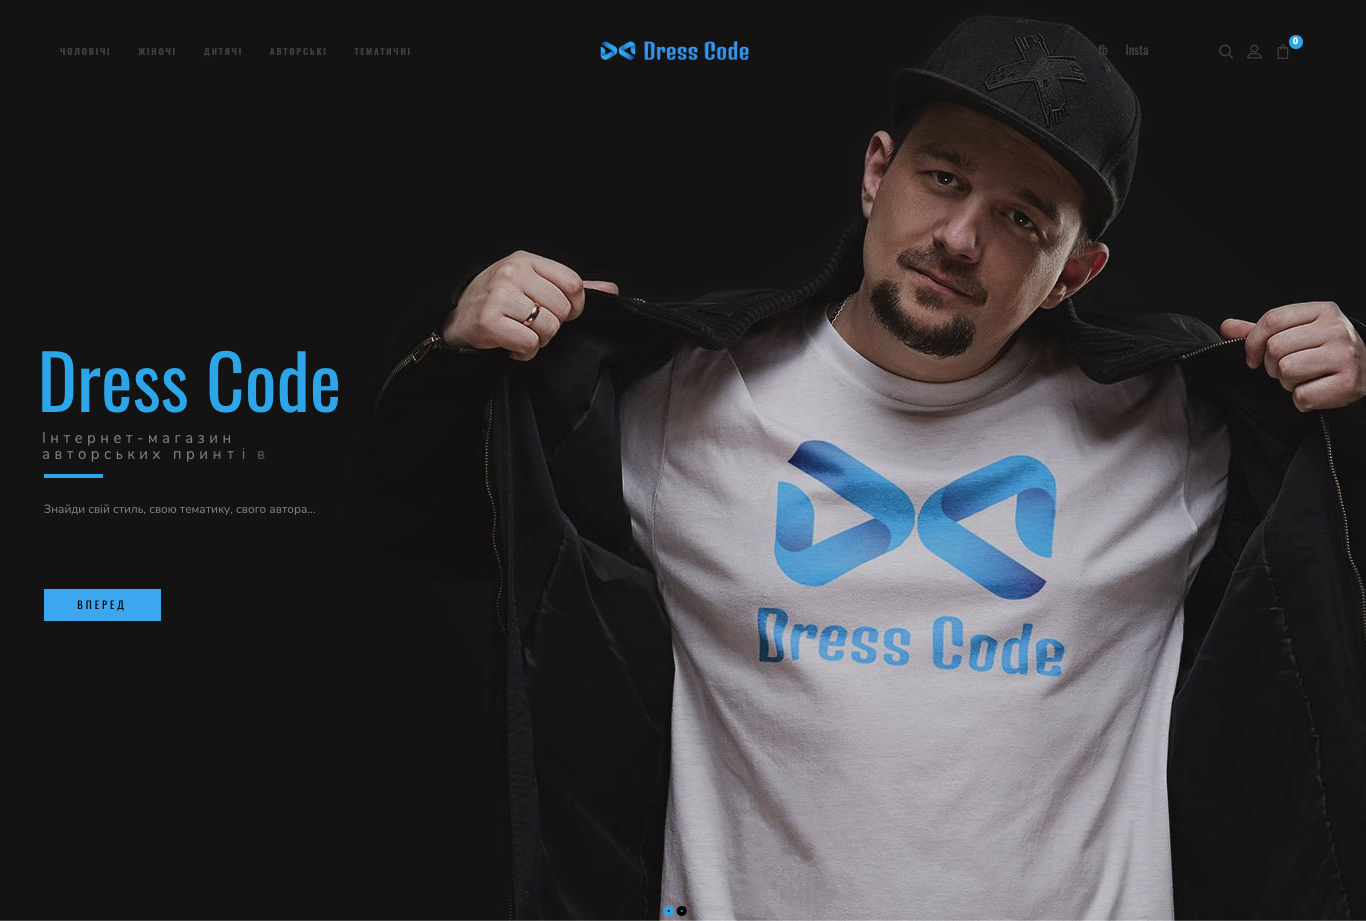 ЧОЛОВІЧІ ЖІНОЧІ ДИТЯЧІ АВТОРСЬКІ ТЕМАТИЧНІ
Dress Code
fb Insta
0
Dress Code
Інтернет-магазин
авторських принтів
Знайди свій стиль, свою тематику, свого автора...
ВПЕРЕД
Dress Code